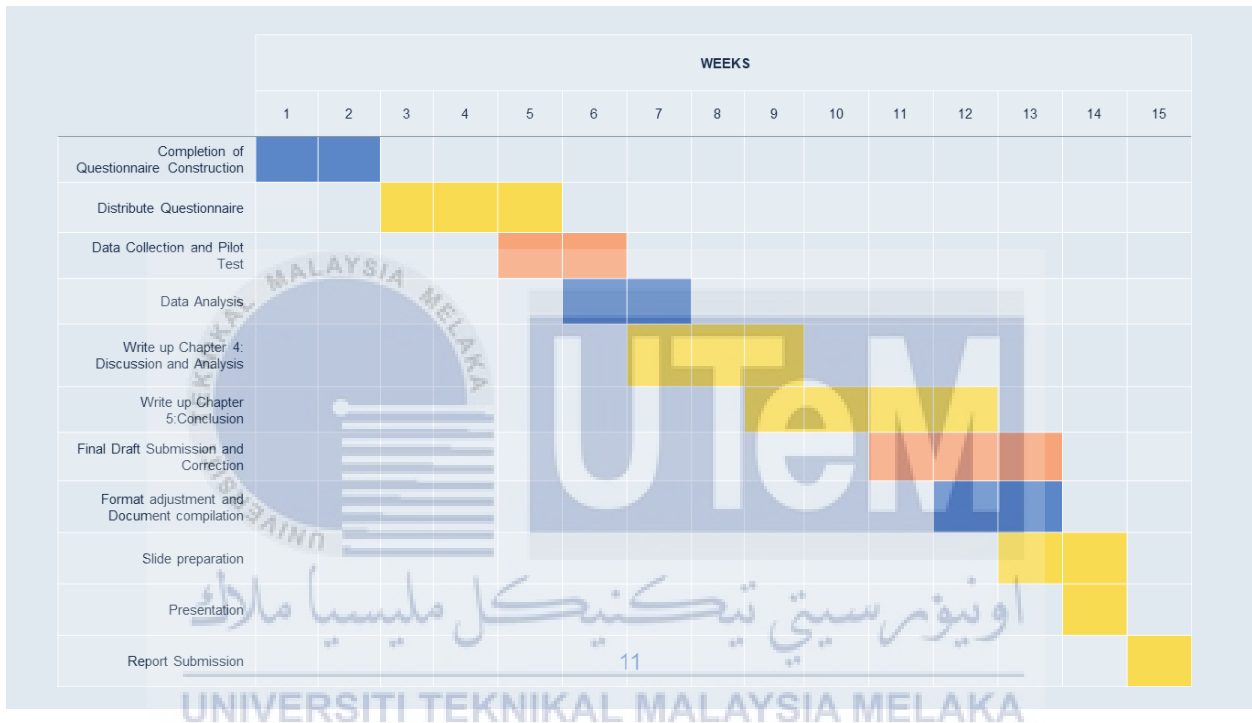 WEEKS
1 2 3 4 5 6 7 8 9 10 11 12 13 14 15
Completion of
Questionnaire Construction
Distribute Questionnaire
Data Collection and Pilot
Test
Data Analysis
Write up Chapter 4:
Discussion and Analysis
Write up Chapter
5:Conclusion
Final Draft Submission and
Correction
Format adjustment and
Document compilation
Slide preparation
Presentation
Report Submission
11
UNIVERSITI TEKNIKAL MALAYSIA MELAKA
UTeM
اونيۏرسيتي تيكنيكل مليسيا ملاك
UNIVERSITI TEKNIKAL MALAYSIA MELAKA